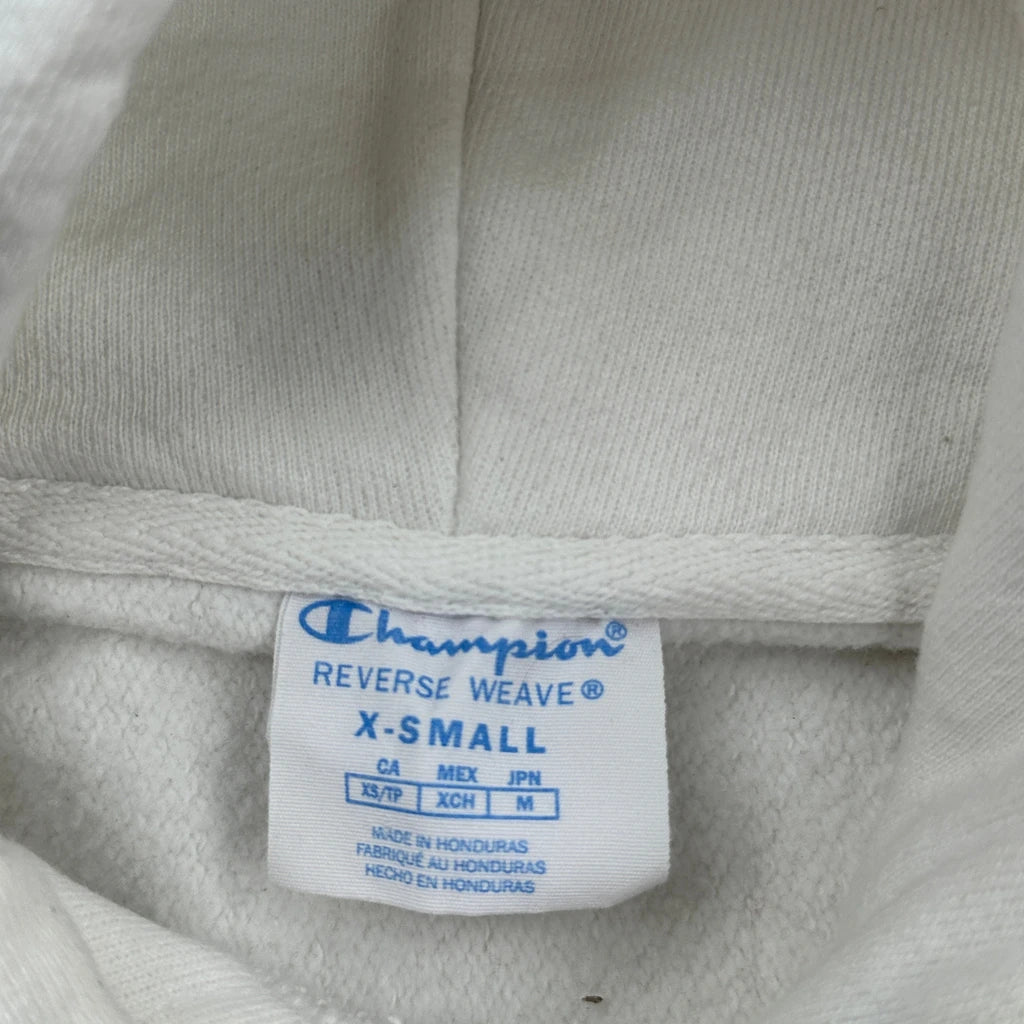 Champion®
REVERSE WEAVE®
X-SMALL
CA MEX JPN
XS/TP XCH M
MADE IN HONDURAS
FABRIQUÉ AU HONDURAS
HECHO EN HONDURAS